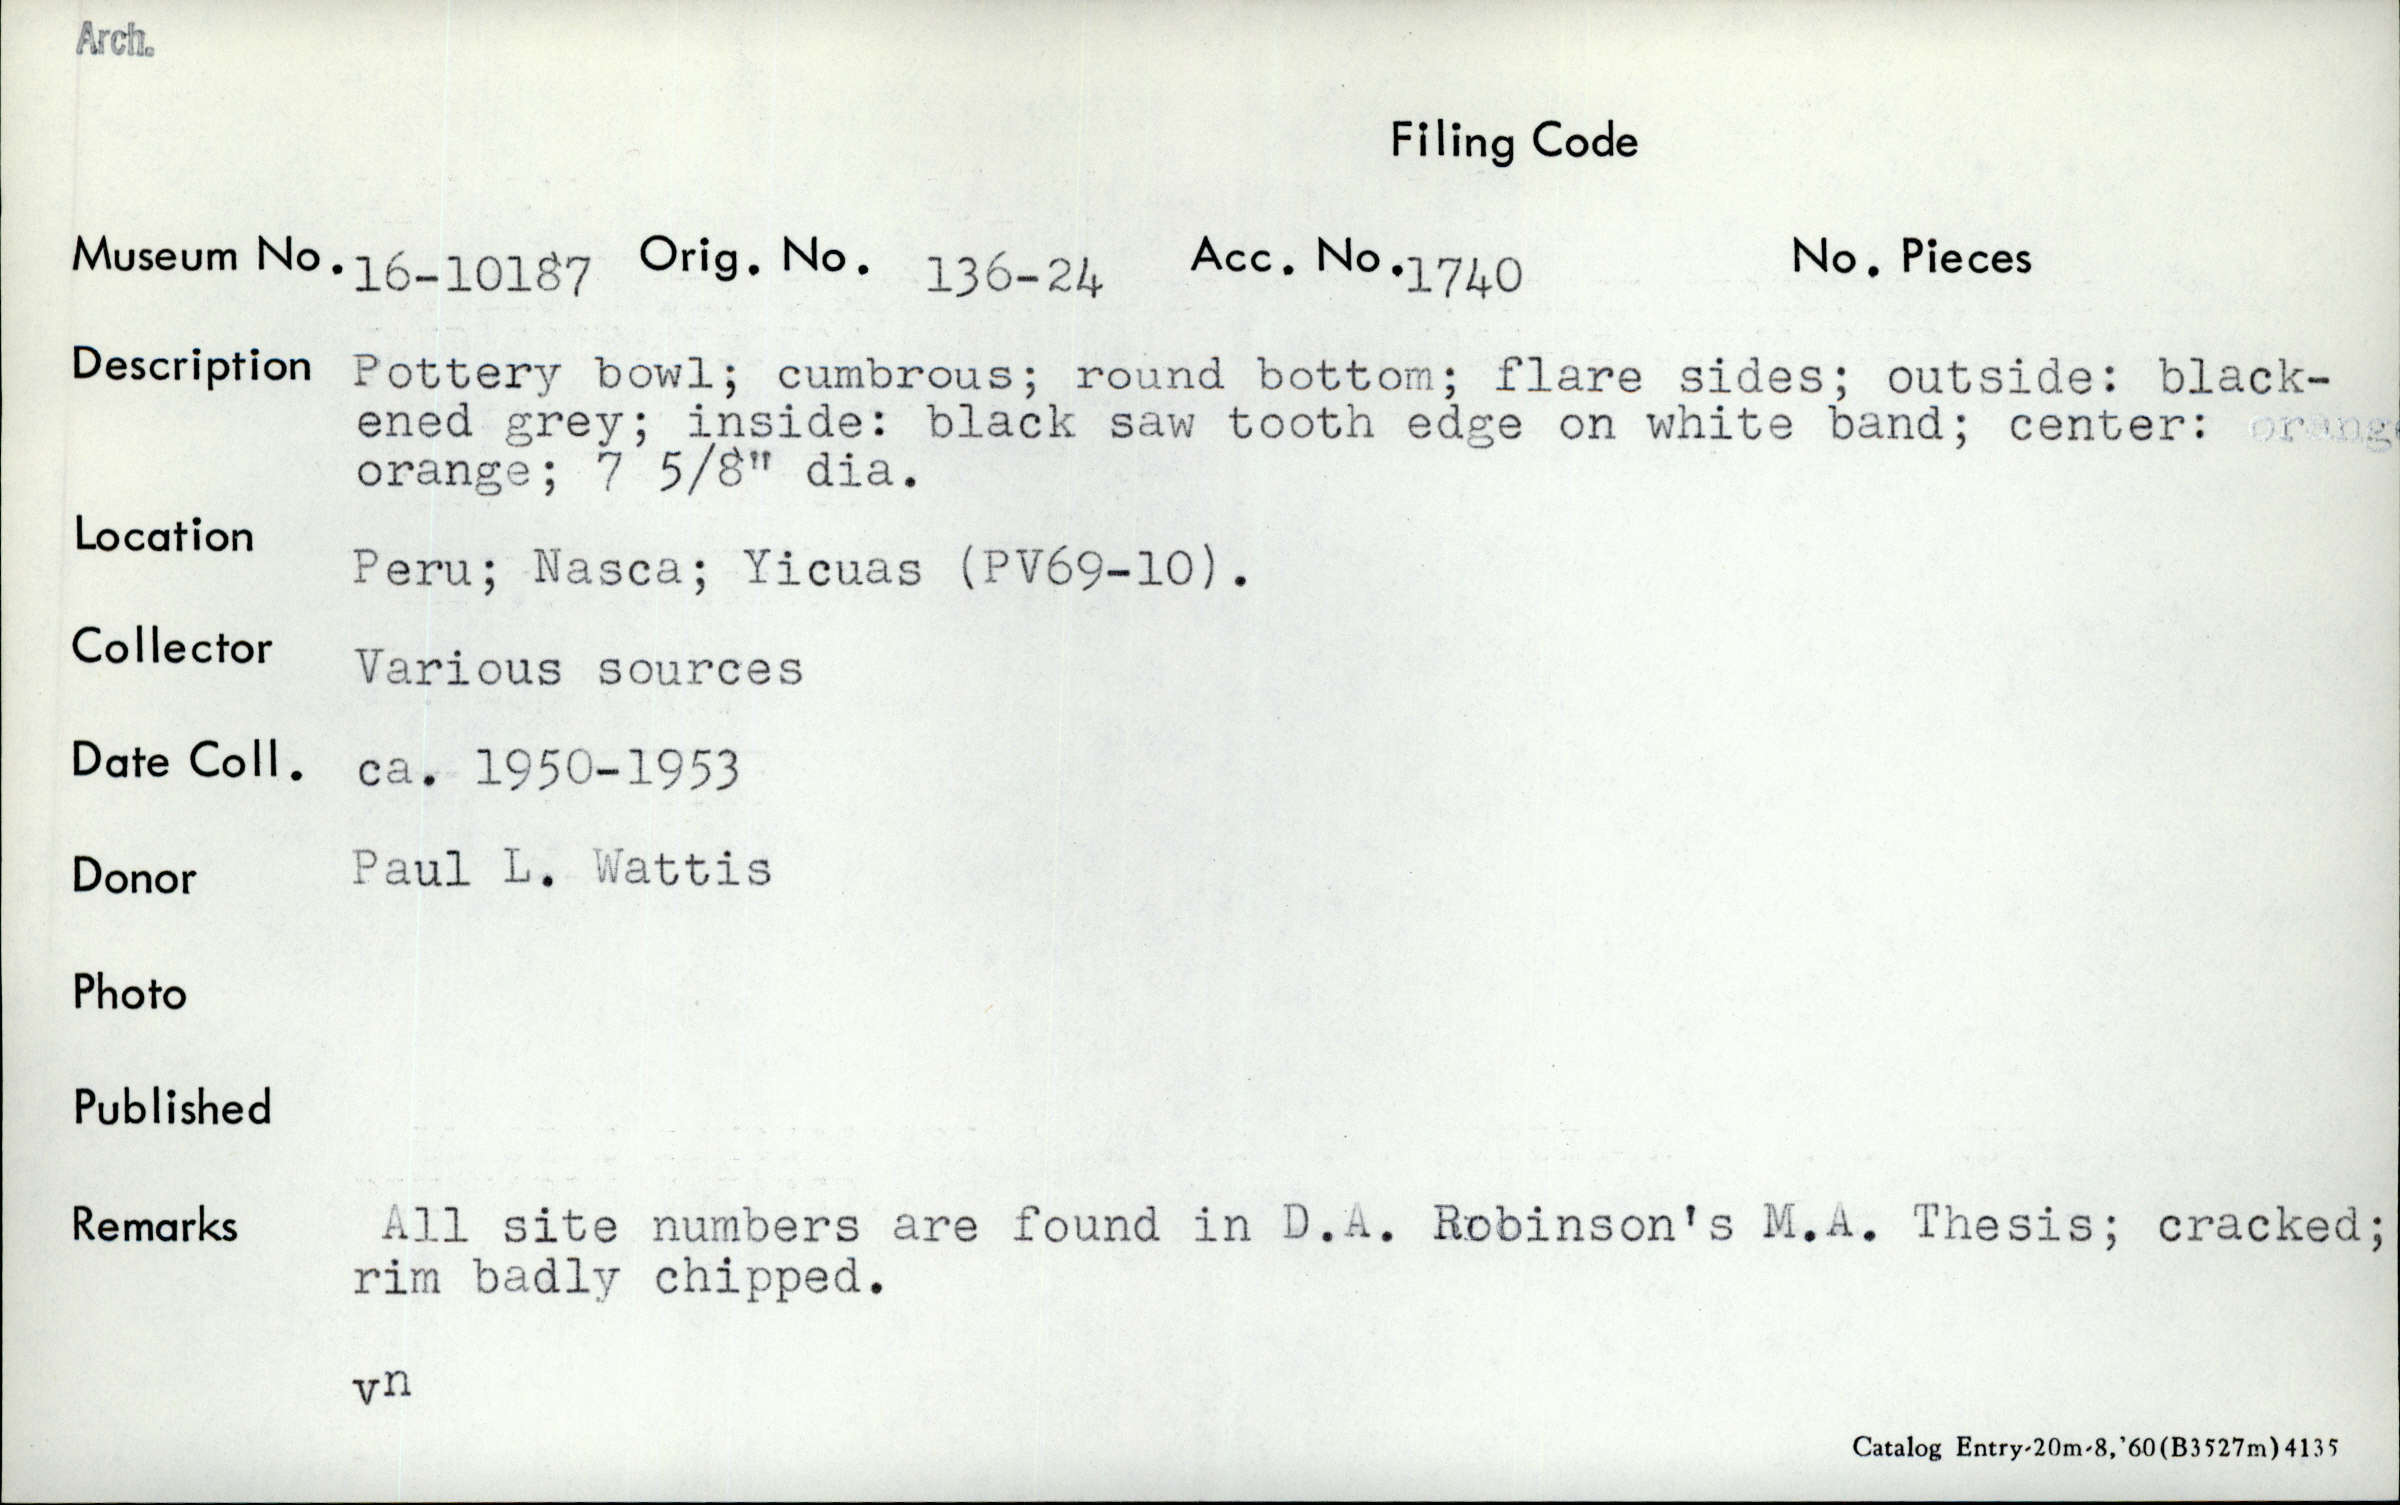 Arch.
Filing Code
Museum No. 16-10187 Orig. No. 136-24 Acc. No. 1740 No. Pieces
Description Pottery bowl; cumbrous; round bottom; flare sides; outside: black-
ened grey; inside: black saw tooth edge on white band; center: orange
orange; 7 5/8" dia.
Location
Peru; Nasca; Yicuas (PV69-10).
Collector Various sources
Date Coll. ca. 1950-1953
Donor Paul L. Wattis
Photo
Published
Remarks All site numbers are found in D.A. Robinson's M.A. Thesis; cracked;
rim badly chipped.
vn
Catalog Entry-20m-8,'60(B3527m)4135